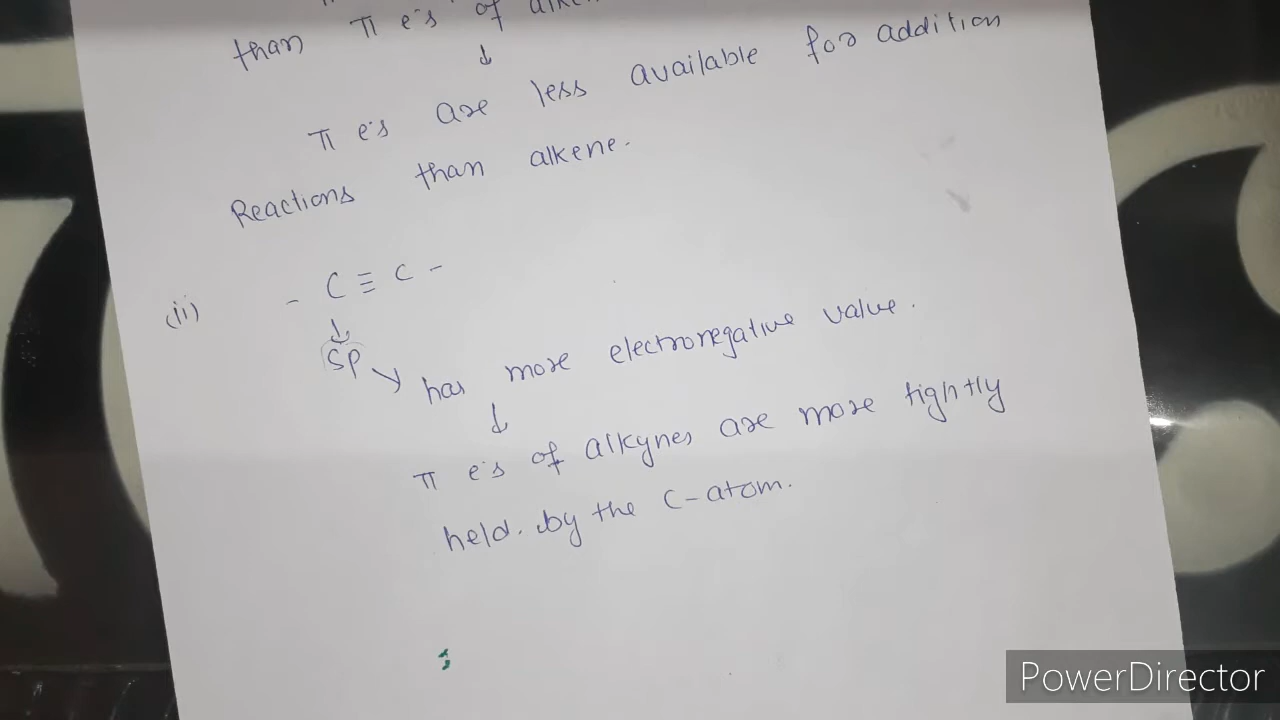 than π e⁻s of alken
↓
π e⁻s are less available for addition
Reactions than alkene.
(ii) - C ≡ C -
↓
SP → has more electronegative value.
↓
π e⁻s of alkynes are more tightly
held. by the C-atom.
PowerDirector